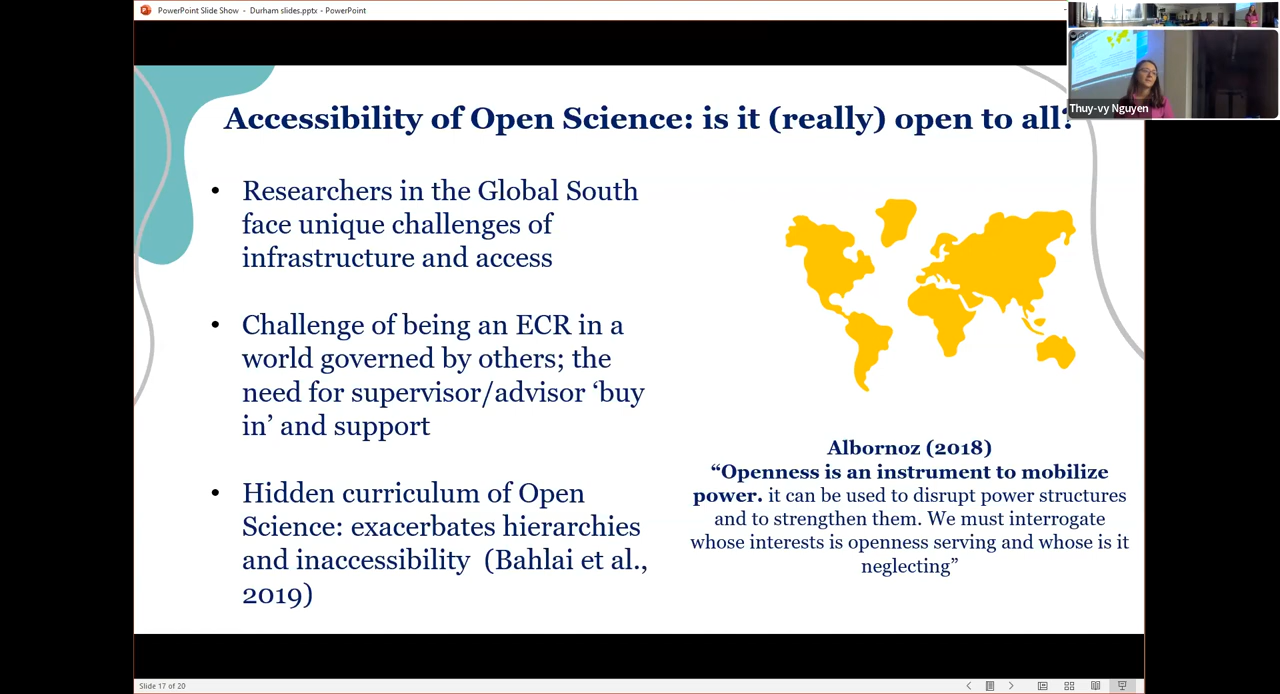 PowerPoint Slide Show - Durham slides.pptx - PowerPoint
Thuy-vy Nguyen
Accessibility of Open Science: is it (really) open to all?
• Researchers in the Global South
face unique challenges of
infrastructure and access
• Challenge of being an ECR in a
world governed by others; the
need for supervisor/advisor ‘buy
in’ and support
• Hidden curriculum of Open
Science: exacerbates hierarchies
and inaccessibility (Bahlai et al.,
2019)
Albornoz (2018)
“Openness is an instrument to mobilize
power. it can be used to disrupt power structures
and to strengthen them. We must interrogate
whose interests is openness serving and whose is it
neglecting”
Slide 17 of 20